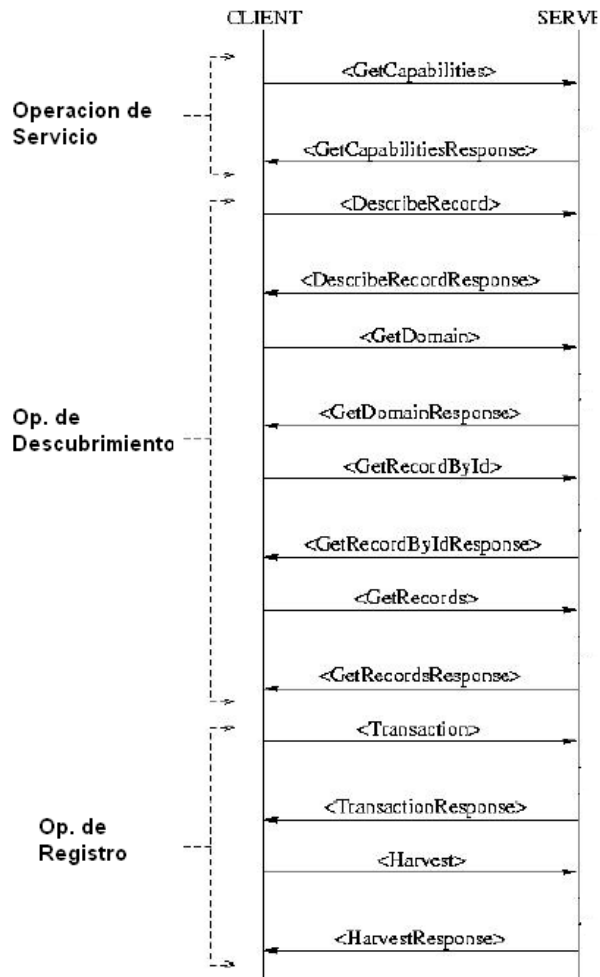 CLIENT SERVE
<GetCapabilities>
Operacion de
Servicio
<GetCapabilitiesResponse>
<DescribeRecord>
<DescribeRecordResponse>
<GetDomain>
Op. de
Descubrimiento
<GetDomainResponse>
<GetRecordById>
<GetRecordByIdResponse>
<GetRecords>
<GetRecordsResponse>
<Transaction>
<TransactionResponse>
Op. de
Registro
<Harvest>
<HarvestResponse>